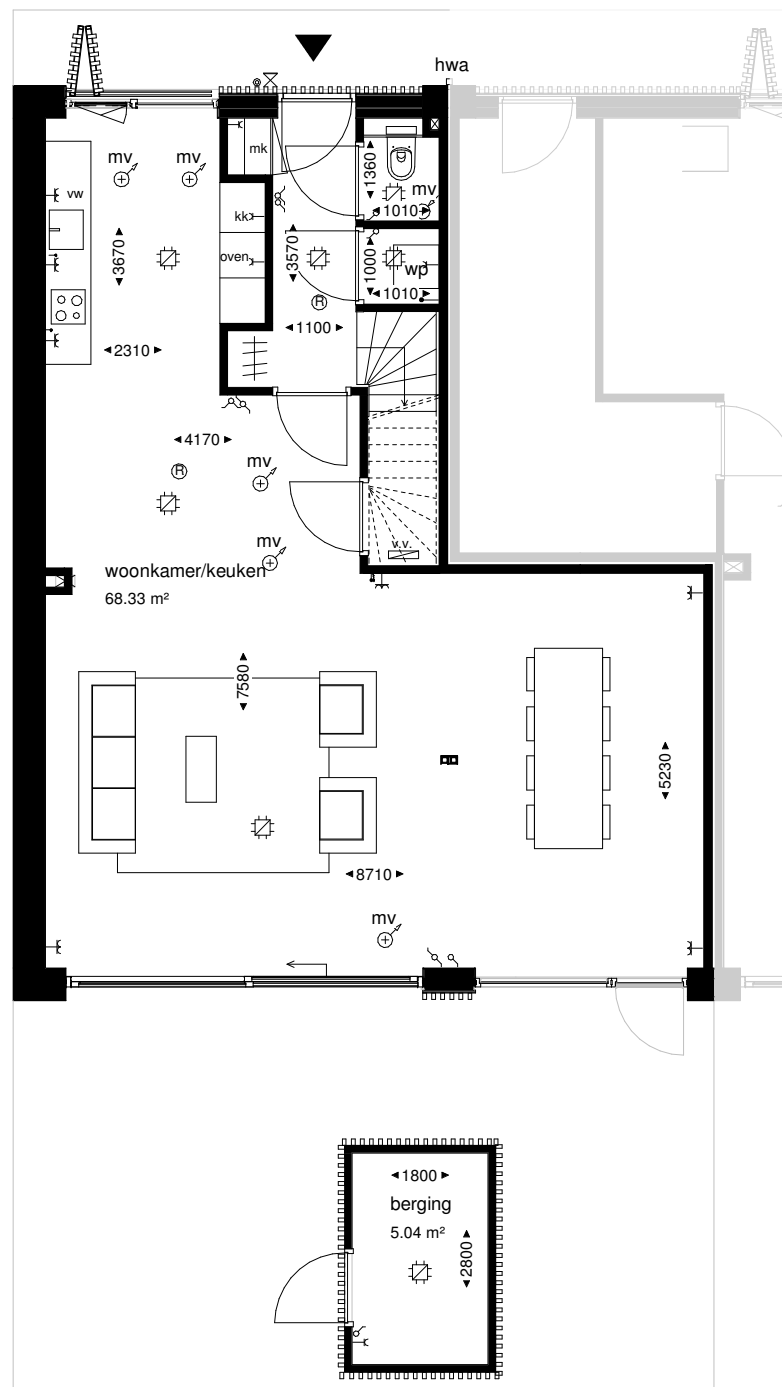 hwa
mk
mv
mv
1360
mv
vw
1010
kk
3670
oven
3570
1000
wp
1010
R
1100
2310
4170
mv
R
mv
v.v.
woonkamer/keuken
68.33 m²
7580
5230
8710
mv
1800
berging
5.04 m²
2800